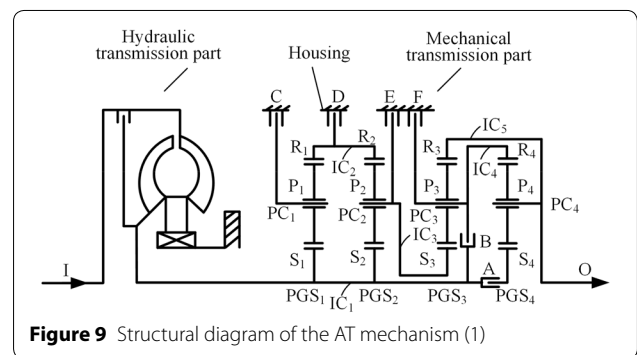 Hydraulic
transmission part
Housing
Mechanical
transmission part
C
D
E
F
R₁
R₂
IC₂
R₃
IC₅
IC₄
R₄
P₁
P₂
P₃
P₄
PC₁
PC₂
PC₃
PC₄
IC₃
B
S₁
S₂
S₃
S₄
A
I
O
PGS₁
IC₁
PGS₂
PGS₃
PGS₄
Figure 9 Structural diagram of the AT mechanism (1)